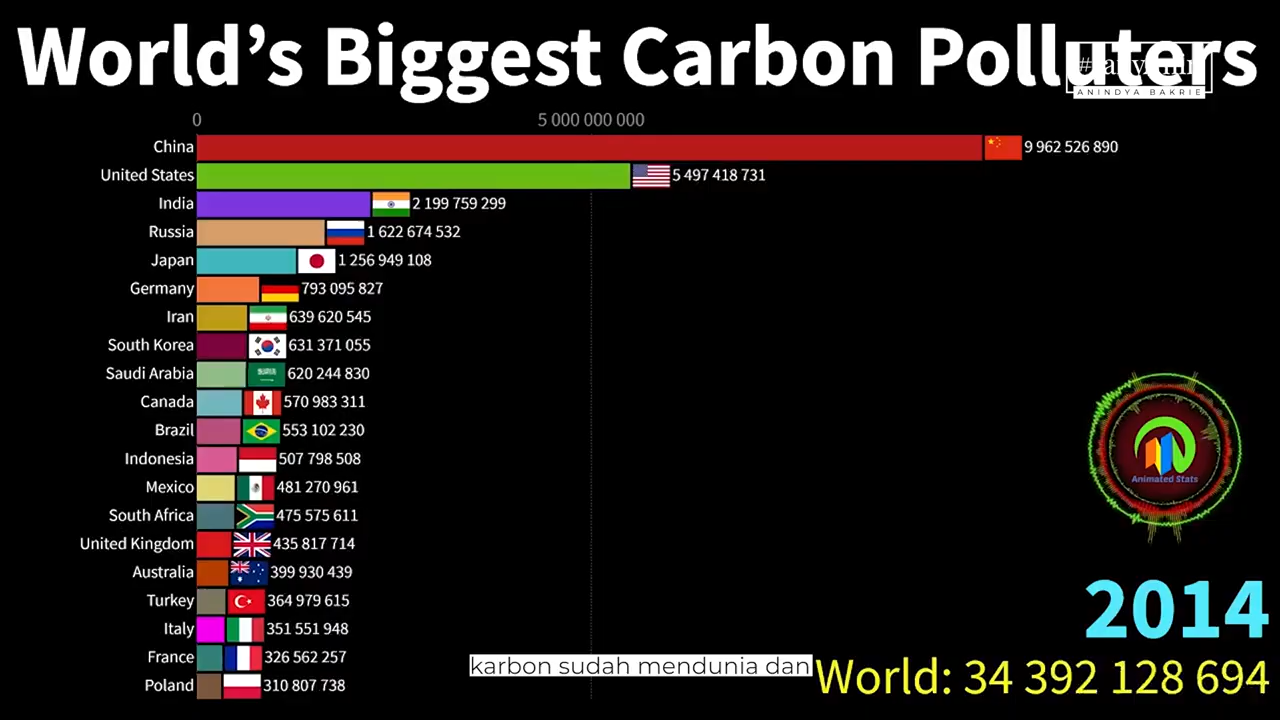 World's Biggest Carbon Polluters
ANINDYA BAKRIE
0 5 000 000 000
China 9 962 526 890
United States 5 497 418 731
India 2 199 759 299
Russia 1 622 674 532
Japan 1 256 949 108
Germany 793 095 827
Iran 639 620 545
South Korea 631 371 055
Saudi Arabia 620 244 830
Canada 570 983 311
Brazil 553 102 230
Indonesia 507 798 508
Mexico 481 270 961
South Africa 475 575 611
United Kingdom 435 817 714
Australia 399 930 439
Turkey 364 979 615
Italy 351 551 948
France 326 562 257
Poland 310 807 738
Animated Stats
2014
karbon sudah mendunia dan
World: 34 392 128 694